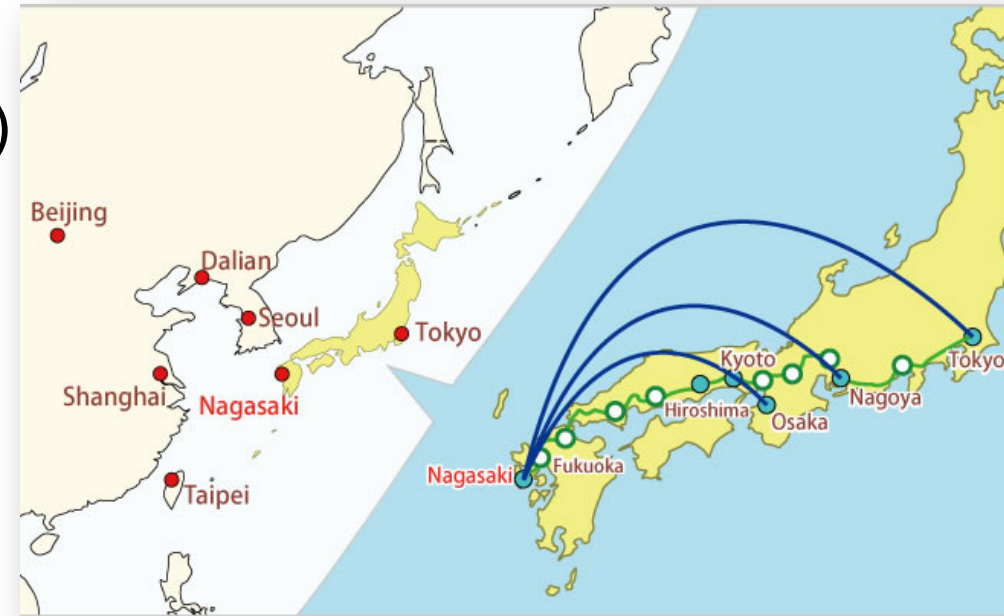 )
Beijing
Dalian
Seoul
Tokyo
Shanghai
Nagasaki
Taipei
Kyoto
Tokyo
Nagoya
Hiroshima
Osaka
Fukuoka
Nagasaki